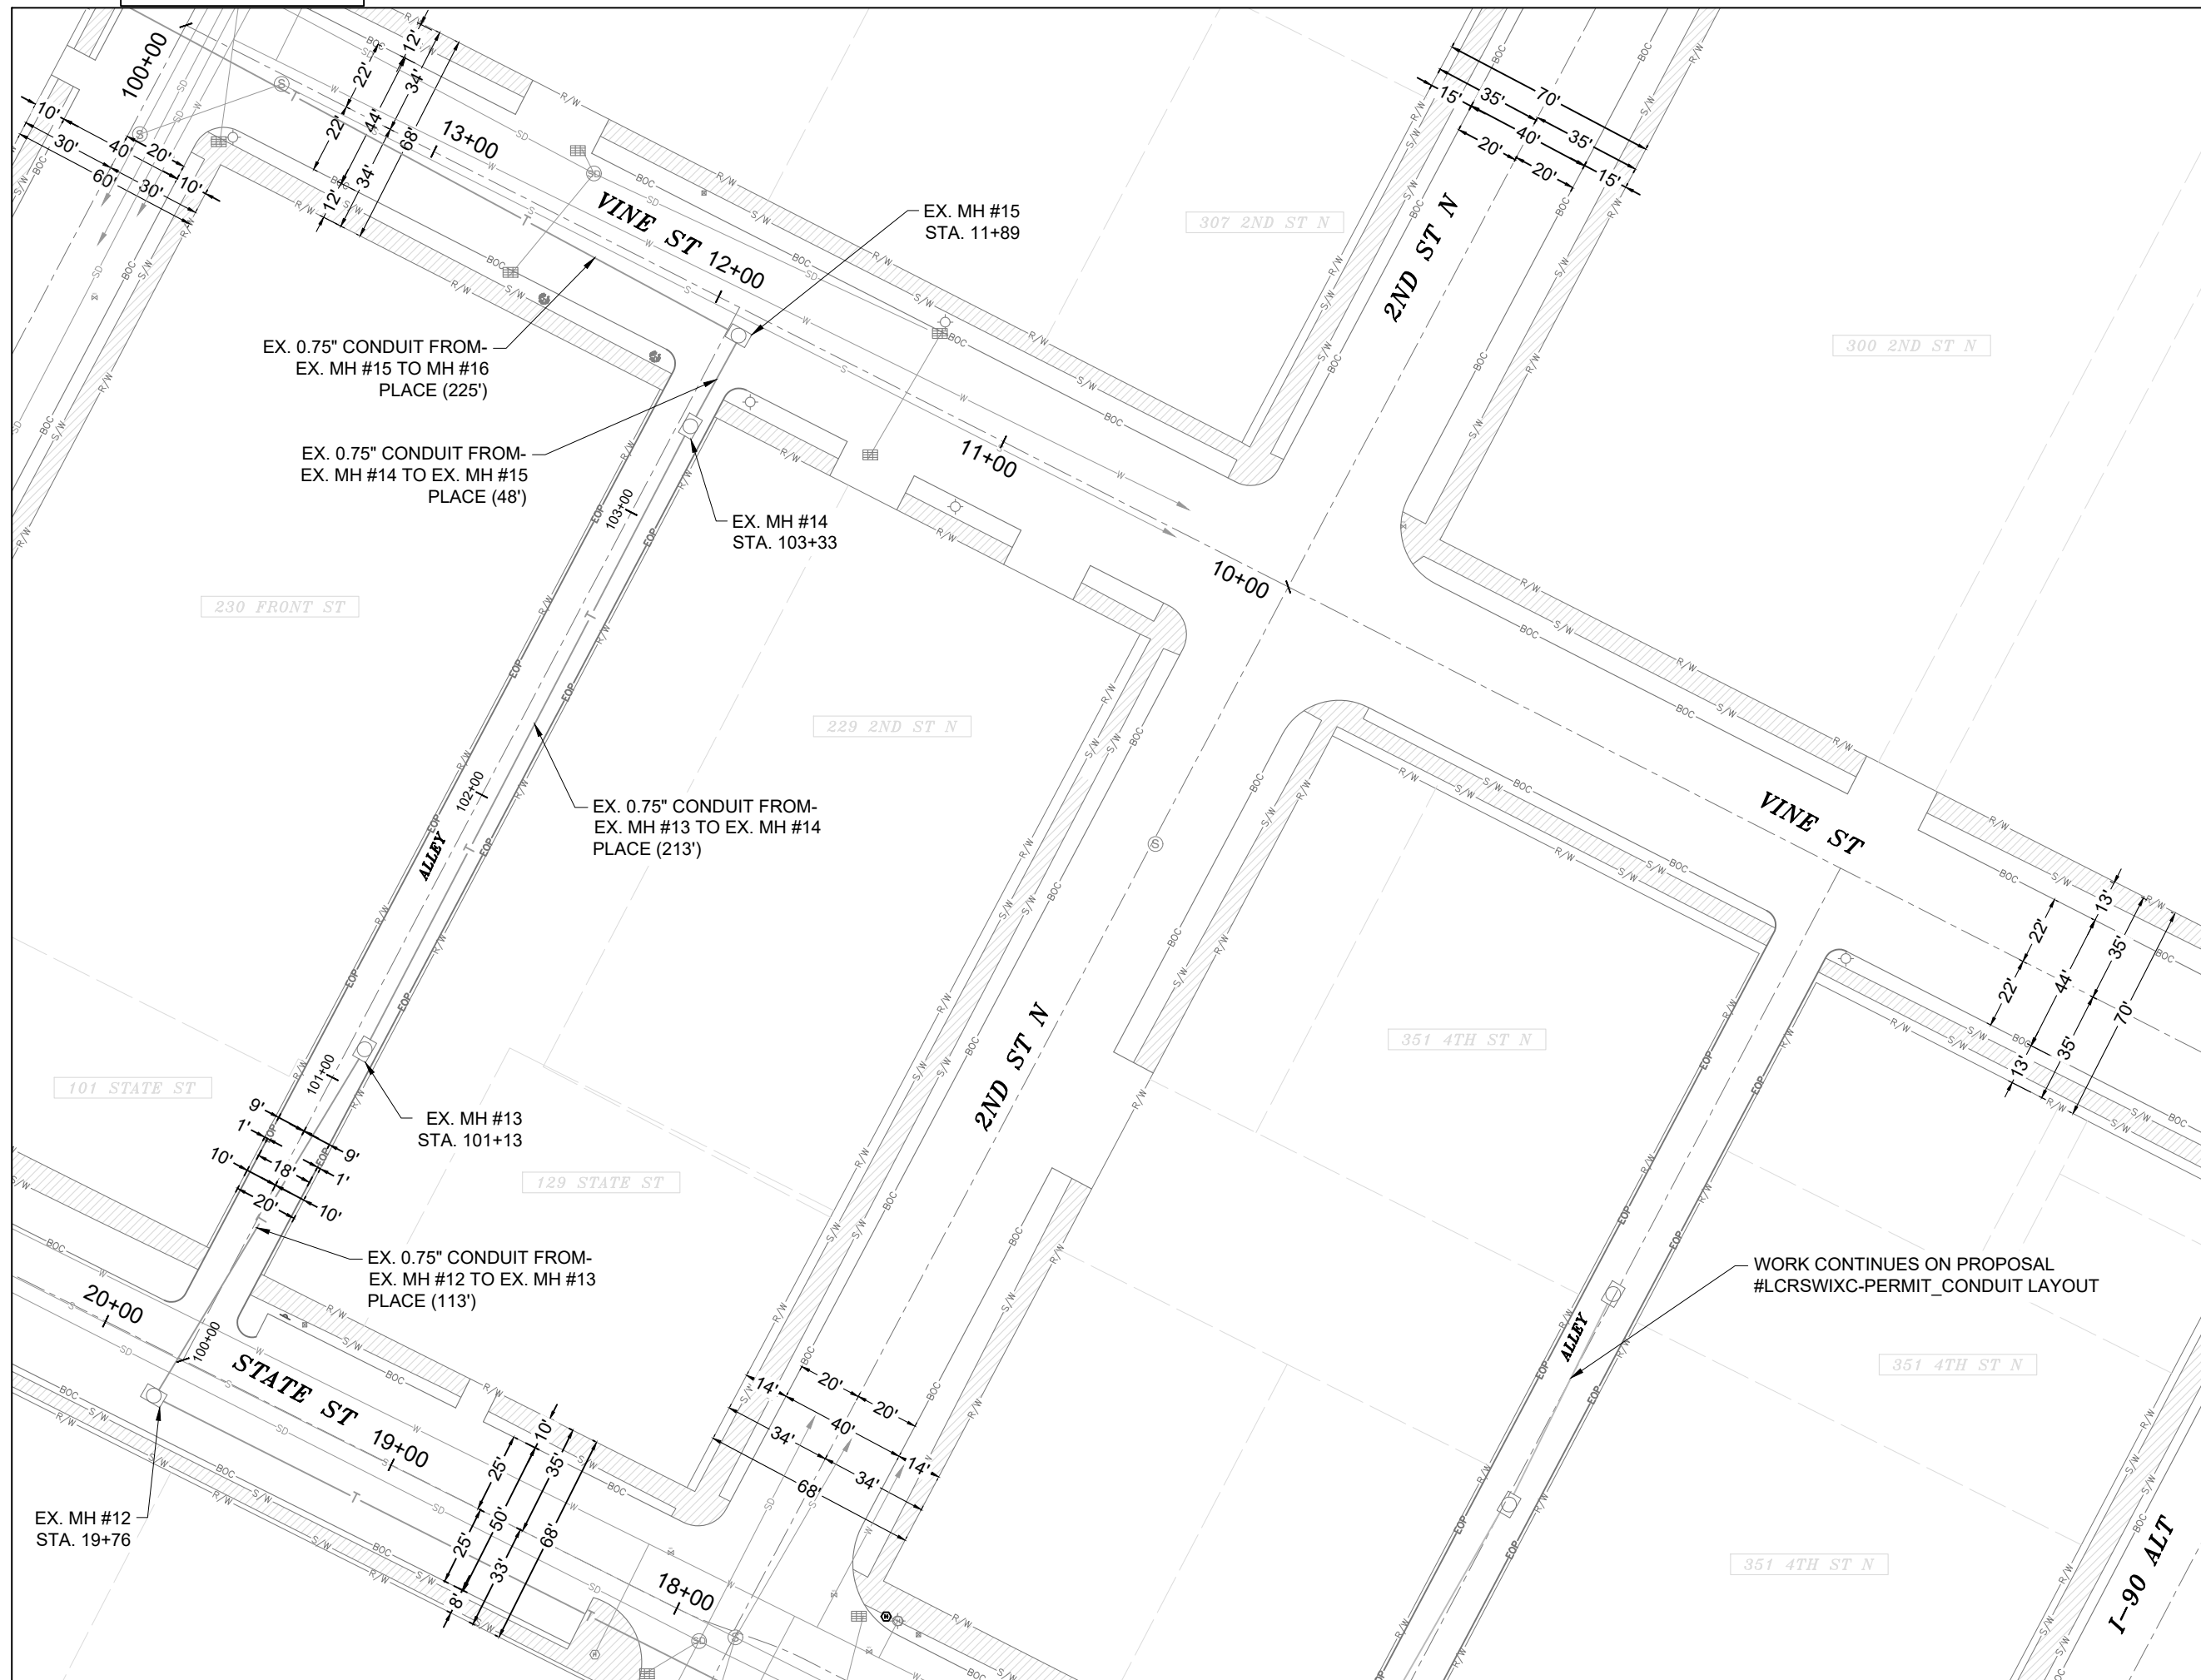 100+00
10'
30'
40'
20'
60'
30'
10'
12'
22'
34'
44'
22'
68'
34'
12'
13+00
VINE ST
12+00
EX. MH #15
STA. 11+89
307 2ND ST N
15'
35'
70'
40'
35'
20'
20'
15'
2ND ST N
300 2ND ST N
EX. 0.75" CONDUIT FROM-
EX. MH #15 TO MH #16
PLACE (225')
EX. 0.75" CONDUIT FROM-
EX. MH #14 TO EX. MH #15
PLACE (48')
11+00
103+00
EX. MH #14
STA. 103+33
10+00
230 FRONT ST
229 2ND ST N
102+00
ALLEY
EX. 0.75" CONDUIT FROM-
EX. MH #13 TO EX. MH #14
PLACE (213')
VINE ST
13'
22'
35'
44'
22'
70'
35'
13'
2ND ST N
351 4TH ST N
101 STATE ST
101+00
EX. MH #13
STA. 101+13
9'
1'
10'
18'
9'
1'
20'
10'
129 STATE ST
EX. 0.75" CONDUIT FROM-
EX. MH #12 TO EX. MH #13
PLACE (113')
WORK CONTINUES ON PROPOSAL
#LCRSWIXC-PERMIT_CONDUIT LAYOUT
ALLEY
351 4TH ST N
20+00
100+00
STATE ST
19+00
14'
20'
20'
40'
34'
34'
14'
68'
10'
25'
35'
50'
25'
68'
33'
8'
EX. MH #12
STA. 19+76
18+00
351 4TH ST N
I-90 ALT
R/W
S/W
BOC
EOP
SD
W
S
T